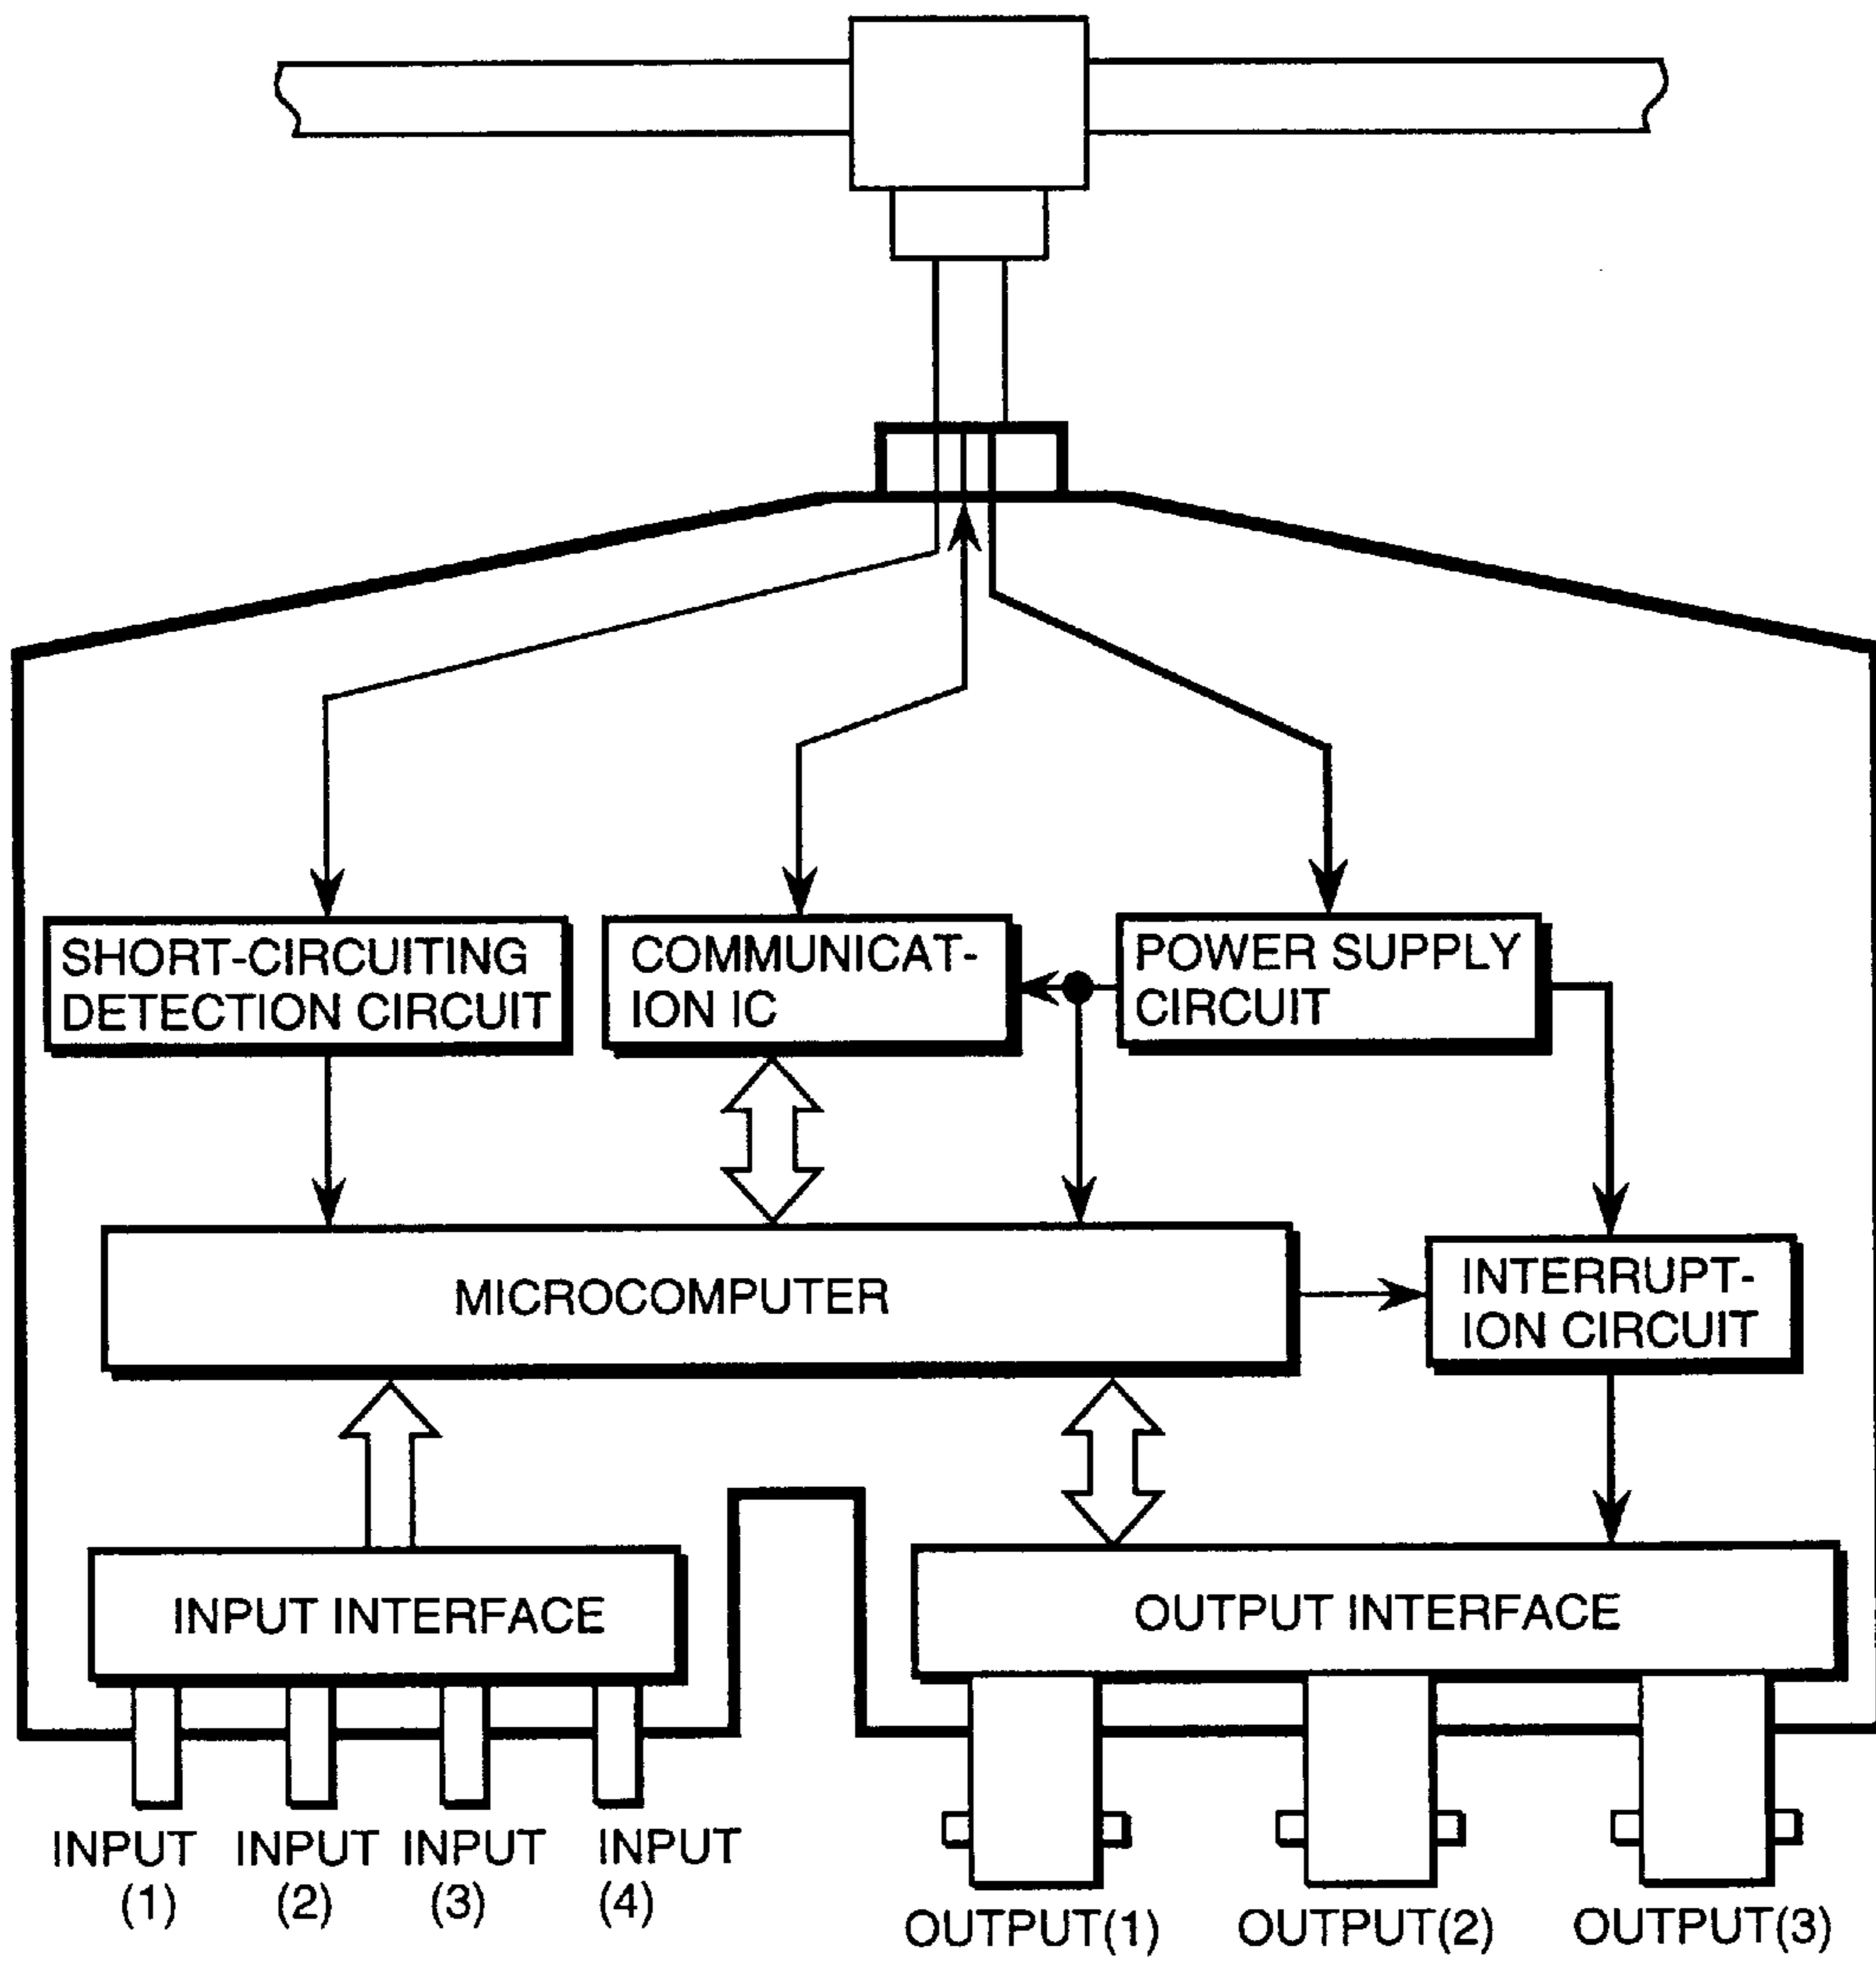 SHORT-CIRCUITING
DETECTION CIRCUIT
COMMUNICAT-
ION IC
POWER SUPPLY
CIRCUIT
MICROCOMPUTER
INTERRUPT-
ION CIRCUIT
INPUT INTERFACE
OUTPUT INTERFACE
INPUT
(1)
INPUT
(2)
INPUT
(3)
INPUT
(4)
OUTPUT(1)
OUTPUT(2)
OUTPUT(3)